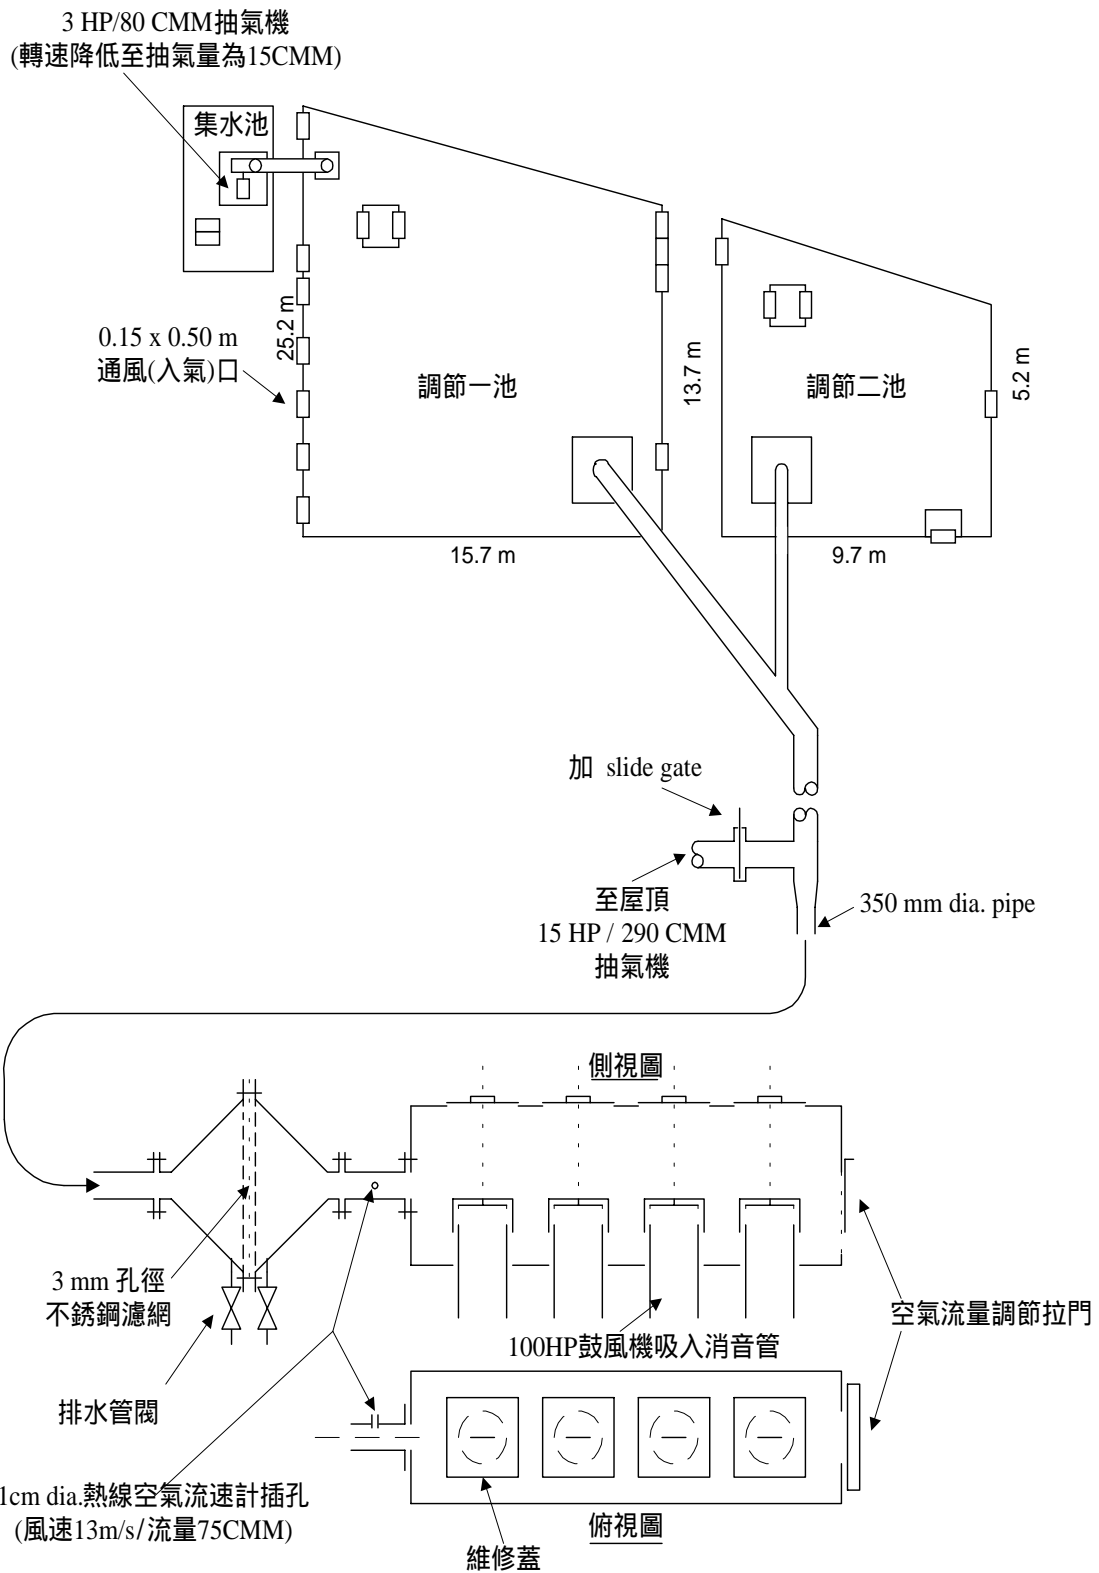 3 HP/80 CMM抽氣機
(轉速降低至抽氣量為15CMM)
集水池
25.2 m
0.15 x 0.50 m
通風(入氣)口
調節一池
13.7 m
調節二池
5.2 m
15.7 m
9.7 m
加 slide gate
至屋頂
15 HP / 290 CMM
抽氣機
350 mm dia. pipe
側視圖
3 mm 孔徑
不銹鋼濾網
100HP鼓風機吸入消音管
空氣流量調節拉門
排水管閥
1cm dia.熱線空氣流速計插孔
(風速13m/s/流量75CMM)
俯視圖
維修蓋